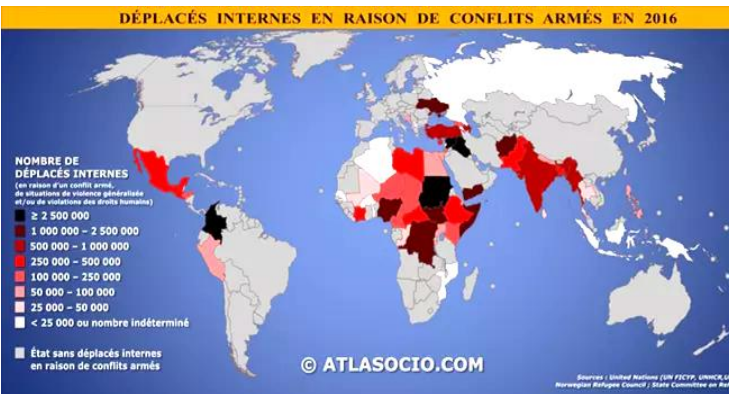 DÉPLACÉS INTERNES EN RAISON DE CONFLITS ARMÉS EN 2016
NOMBRE DE
DÉPLACÉS INTERNES
(en raison d'un conflit armé,
de situations de violence généralisée
et/ou de violations des droits humains)
≥ 2 500 000
1 000 000 – 2 500 000
500 000 – 1 000 000
250 000 – 500 000
100 000 – 250 000
50 000 – 100 000
25 000 – 50 000
< 25 000 ou nombre indéterminé
État sans déplacés internes
en raison de conflits armés
© ATLASOCIO.COM
Sources : United Nations (UN FICYP, UNHCR,U
Norwegian Refugee Council ; State Committee on Ref